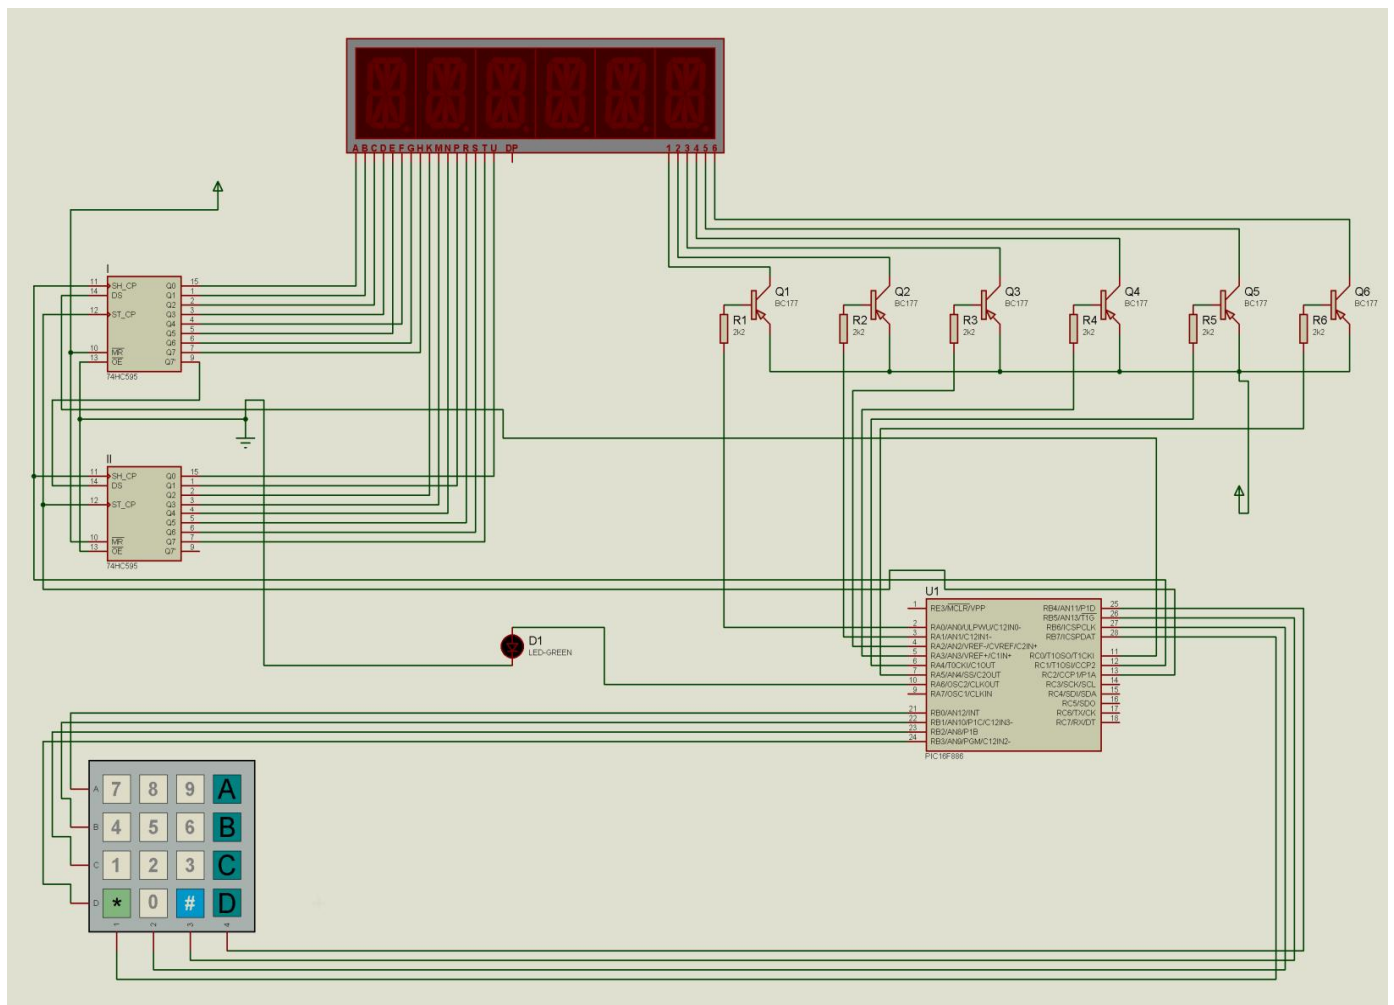 A B C D E F G H K M N P R S T U DP 1 2 3 4 5 6
I
11 SH_CP Q0 15
14 DS Q1 1
Q2 2
12 ST_CP Q3 3
Q4 4
Q5 5
Q6 6
10 MR Q7 7
13 OE Q7' 9
74HC595
II
11 SH_CP Q0 15
14 DS Q1 1
Q2 2
12 ST_CP Q3 3
Q4 4
Q5 5
Q6 6
10 MR Q7 7
13 OE Q7' 9
74HC595
Q1
BC177
Q2
BC177
Q3
BC177
Q4
BC177
Q5
BC177
Q6
BC177
R1
2k2
R2
2k2
R3
2k2
R4
2k2
R5
2k2
R6
2k2
D1
LED-GREEN
U1
1 RE3/MCLR/VPP RB4/AN11/P1D 25
RB5/AN13/T1G 26
2 RA0/AN0/ULPWU/C12IN0- RB6/ICSPCLK 27
3 RA1/AN1/C12IN1- RB7/ICSPDAT 28
4 RA2/AN2/VREF-/CVREF/C2IN+
5 RA3/AN3/VREF+/C1IN+ RC0/T1OSO/T1CKI 11
6 RA4/T0CKI/C1OUT RC1/T1OSI/CCP2 12
7 RA5/AN4/SS/C2OUT RC2/CCP1/P1A 13
10 RA6/OSC2/CLKOUT RC3/SCK/SCL 14
9 RA7/OSC1/CLKIN RC4/SDI/SDA 15
RC5/SDO 16
21 RB0/AN12/INT RC6/TX/CK 17
22 RB1/AN10/P1C/C12IN3- RC7/RX/DT 18
23 RB2/AN8/P1B
24 RB3/AN9/PGM/C12IN2-
PIC16F886
A 7 8 9 A
B 4 5 6 B
C 1 2 3 C
D * 0 # D
1 2 3 4